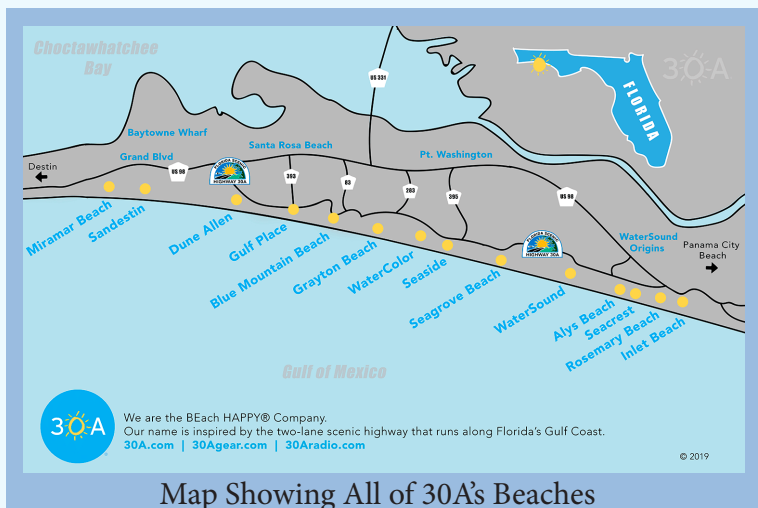 Choctawhatchee
Bay
US 331
30A
FLORIDA
Baytowne Wharf
Santa Rosa Beach
Grand Blvd
Pt. Washington
Destin
US 98
FLORIDA SCENIC
HIGHWAY 30A
393
83
283
395
US 98
WaterSound
Origins
Panama City
Beach
FLORIDA SCENIC
HIGHWAY 30A
Miramar Beach
Sandestin
Dune Allen
Gulf Place
Blue Mountain Beach
Grayton Beach
WaterColor
Seaside
Seagrove Beach
WaterSound
Alys Beach
Seacrest
Rosemary Beach
Inlet Beach
Gulf of Mexico
30A
We are the BEach HAPPY® Company.
Our name is inspired by the two-lane scenic highway that runs along Florida's Gulf Coast.
30A.com | 30Agear.com | 30Aradio.com
© 2019
Map Showing All of 30A's Beaches